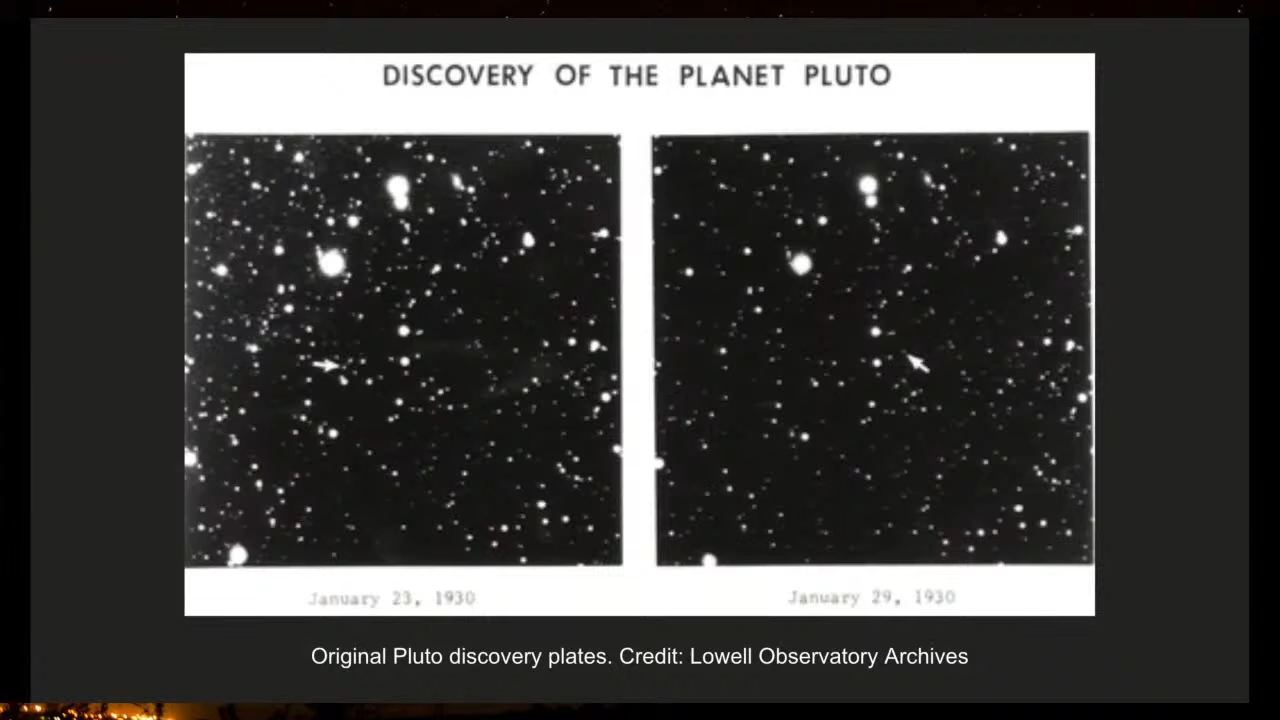 DISCOVERY OF THE PLANET PLUTO
January 23, 1930
January 29, 1930
Original Pluto discovery plates. Credit: Lowell Observatory Archives